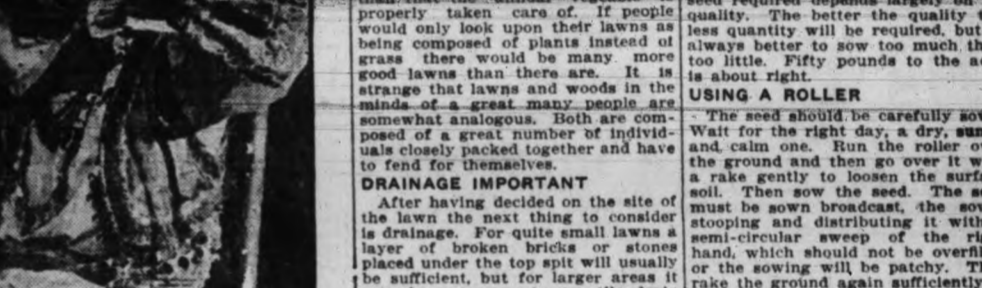 properly taken care of. If people
would only look upon their lawns as
being composed of plants instead of
grass there would be many more
good lawns than there are. It is
strange that lawns and woods in the
minds of a great many people are
somewhat analogous. Both are com-
posed of a great number of individ-
uals closely packed together and have
to fend for themselves.
DRAINAGE IMPORTANT
After having decided on the site of
the lawn the next thing to consider
is drainage. For quite small lawns a
layer of broken bricks or stones
placed under the top spit will usually
be sufficient, but for larger areas it
seed required depends largely on
quality. The better the quality
less quantity will be required, but
always better to sow too much
too little. Fifty pounds to the
is about right.
USING A ROLLER
The seed should be carefully
Wait for the right day, a dry,
and calm one. Run the roller
the ground and then go over it
a rake gently to loosen the
soil. Then sow the seed. The
must be sown broadcast, the
stooping and distributing it
semi-circular sweep of the
hand, which should not be
or the sowing will be patchy.
rake the ground again sufficiently